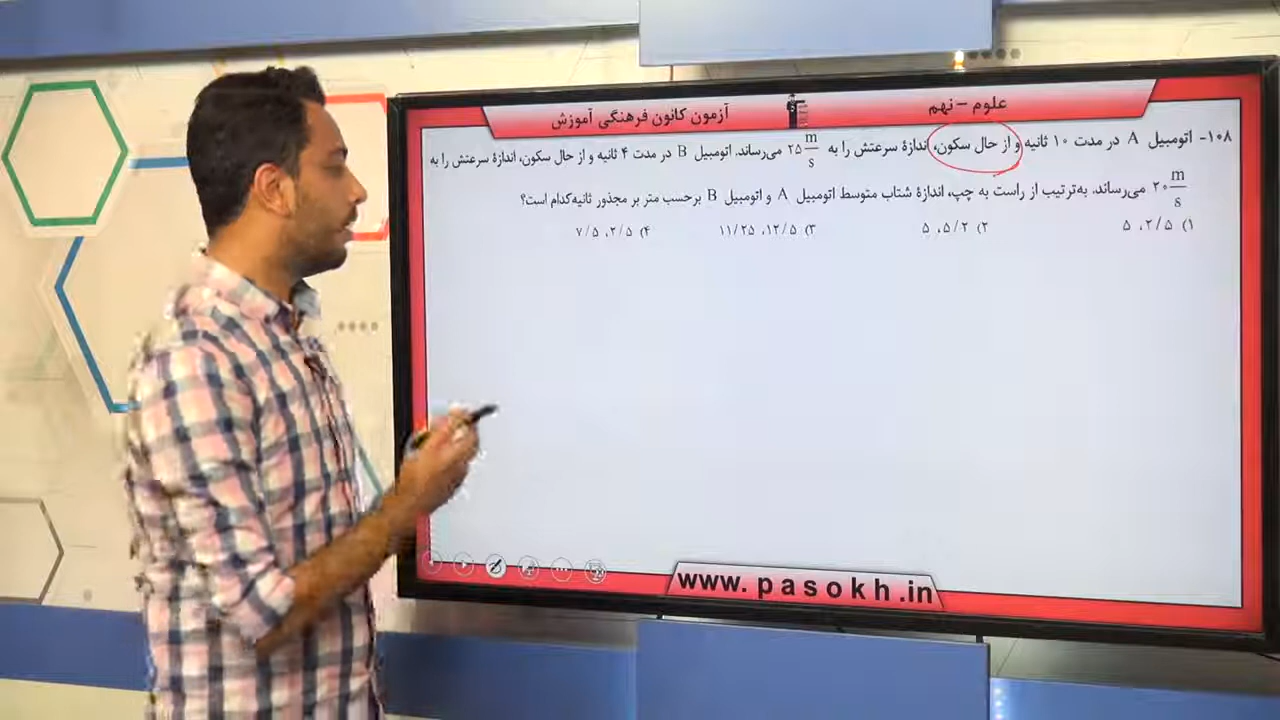 علوم - نهم
آزمون کانون فرهنگی آموزش
۱۰۸- اتومبیل A در مدت ۱۰ ثانیه و از حال سکون، اندازهٔ سرعتش را به ۲۵ m/s می‌رساند. اتومبیل B در مدت ۴ ثانیه و از حال سکون، اندازهٔ سرعتش را به
۲۰ m/s می‌رساند. به‌ترتیب از راست به چپ، اندازهٔ شتاب متوسط اتومبیل A و اتومبیل B برحسب متر بر مجذور ثانیه کدام است؟
۱) ۲/۵، ۵ ۲) ۵/۲، ۵ ۳) ۱۲/۵، ۱۱/۲۵ ۴) ۲/۵، ۷/۵
www.pasokh.in